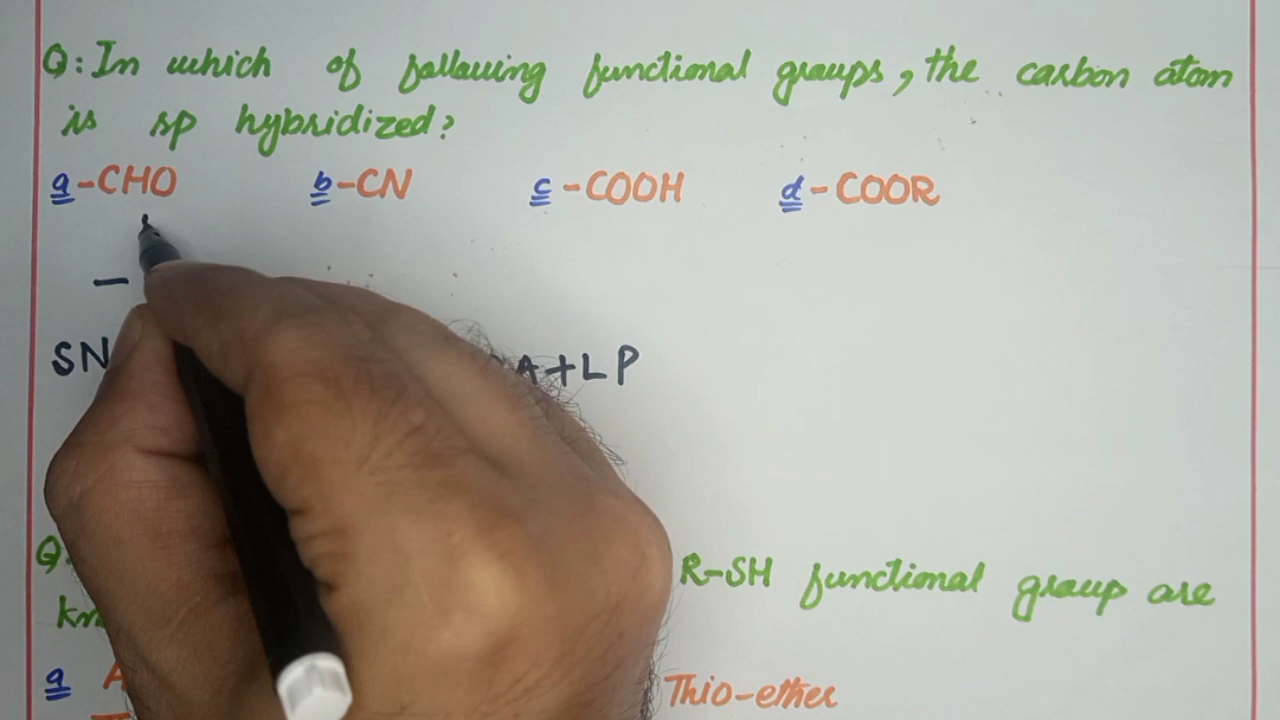 Q: In which of following functional groups, the carbon atom
is sp hybridized?
a -CHO b -CN c -COOH d - COOR
SN A+LP
Q R-SH functional group are
a A Thio-ether